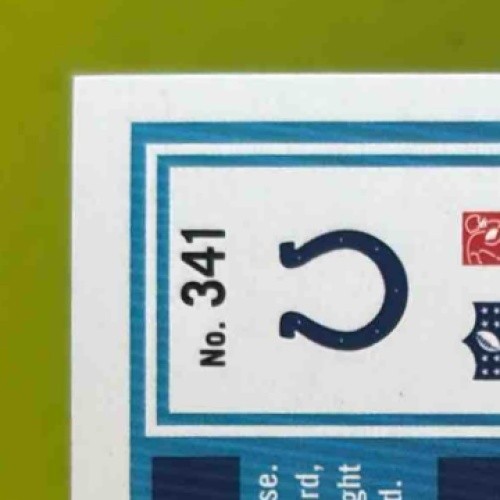 No. 341
se.
rd,
ght
d.